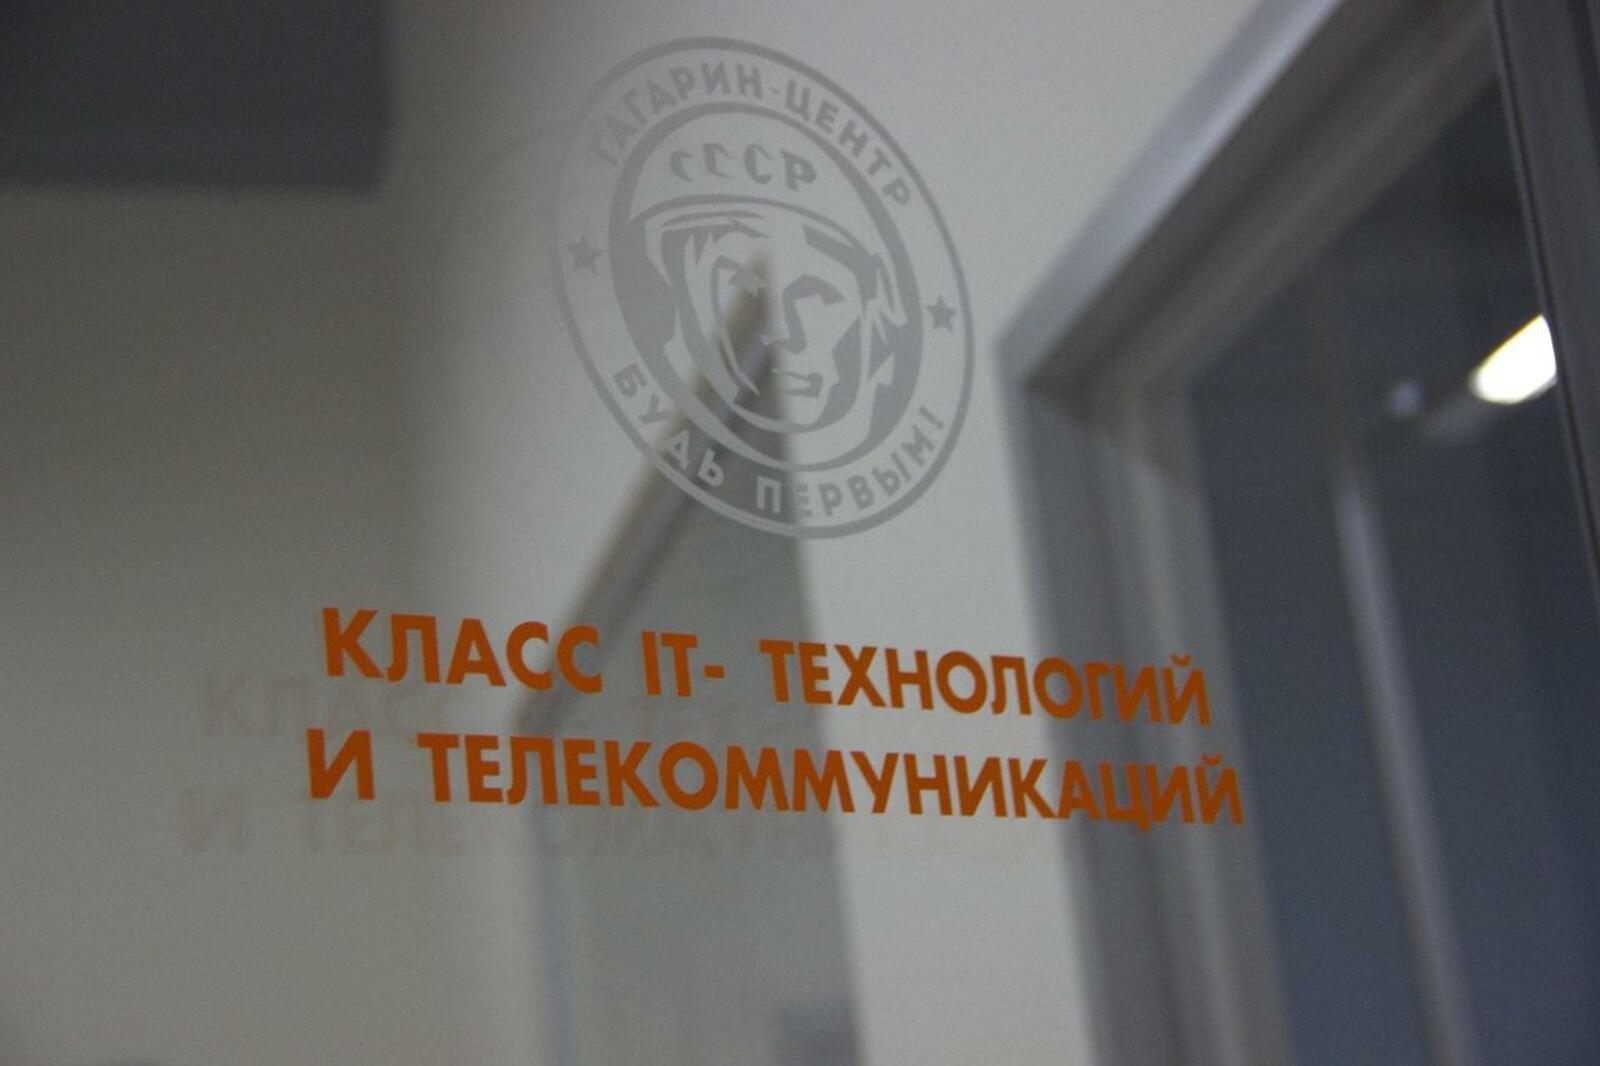 ГАГАРИН-ЦЕНТР
СССР
БУДЬ ПЕРВЫМ!
КЛАСС IT- ТЕХНОЛОГИЙ
И ТЕЛЕКОММУНИКАЦИЙ